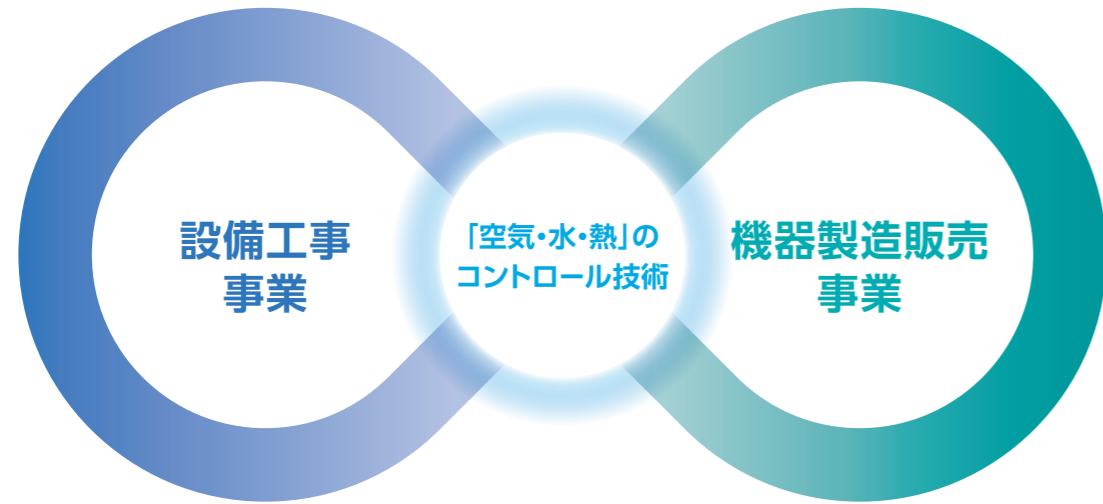 設備工事
事業
「空気・水・熱」の
コントロール技術
機器製造販売
事業